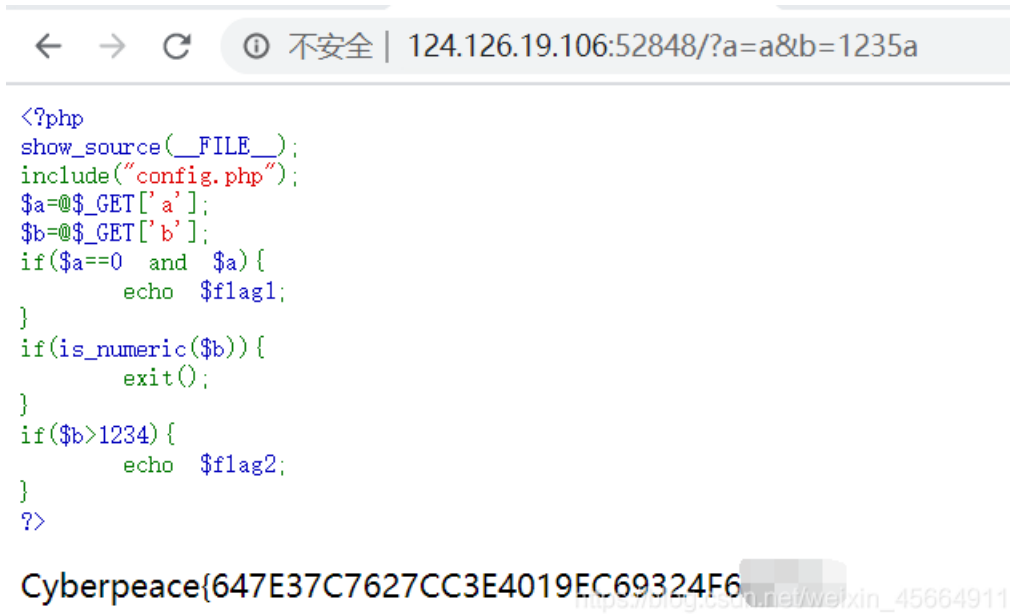 不安全 | 124.126.19.106:52848/?a=a&b=1235a
<?php
show_source(__FILE__);
include("config.php");
$a=@$_GET['a'];
$b=@$_GET['b'];
if($a==0 and $a){
echo $flag1;
}
if(is_numeric($b)){
exit();
}
if($b>1234){
echo $flag2;
}
?>
Cyberpeace{647E37C7627CC3E4019EC69324F6
https://blog.csdn.net/weixin_45664911